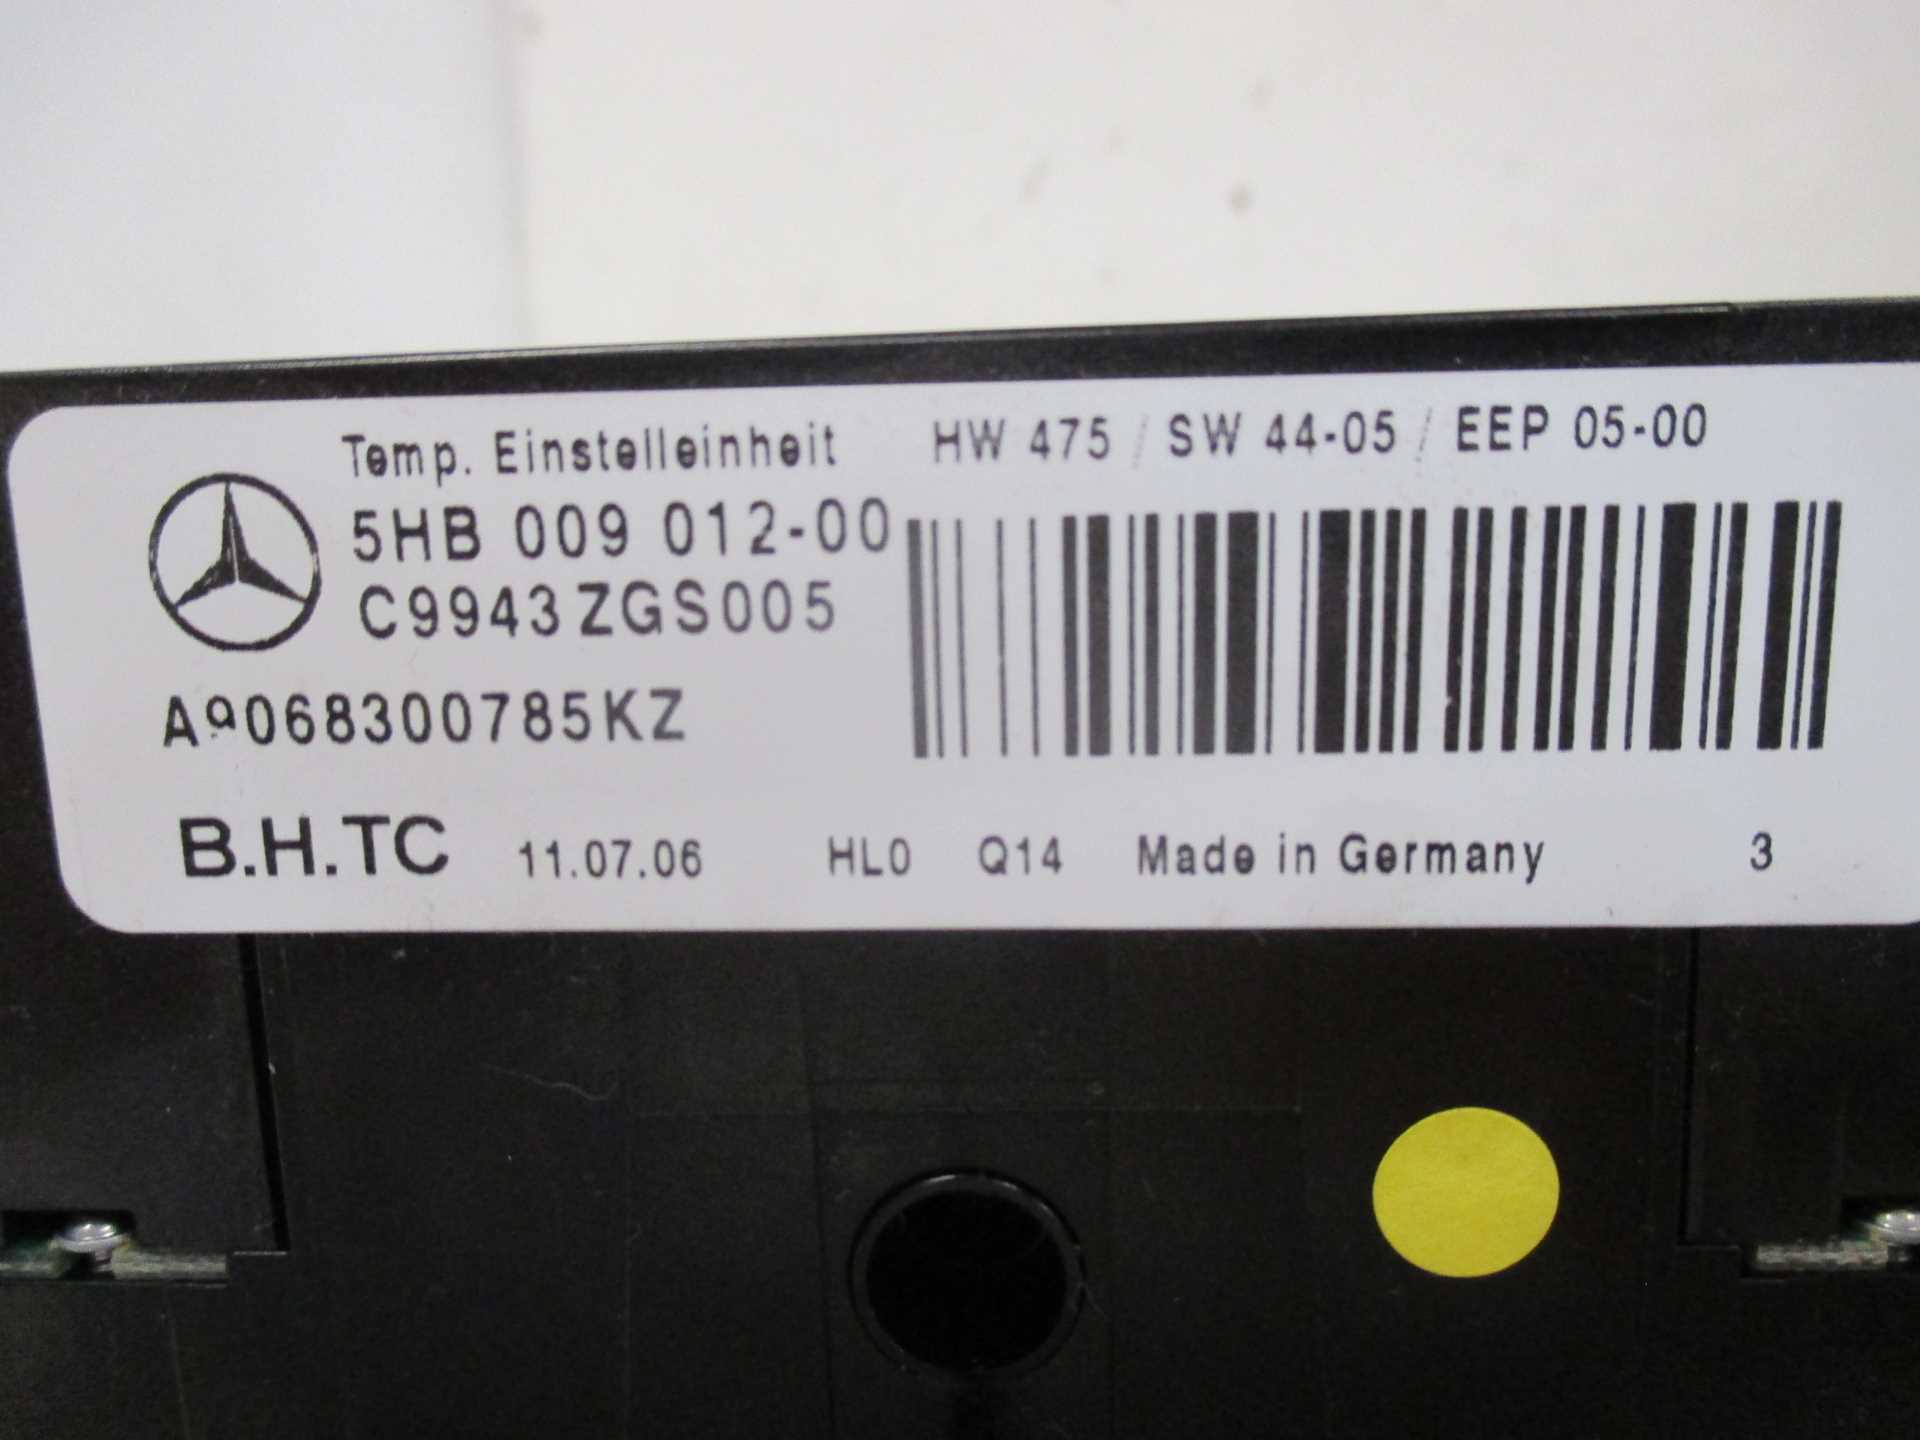 Temp. Einstelleinheit HW 475 / SW 44-05 / EEP 05-00
5HB 009 012-00
C9943ZGS005
A9068300785KZ
B.H.TC 11.07.06 HL0 Q14 Made in Germany 3